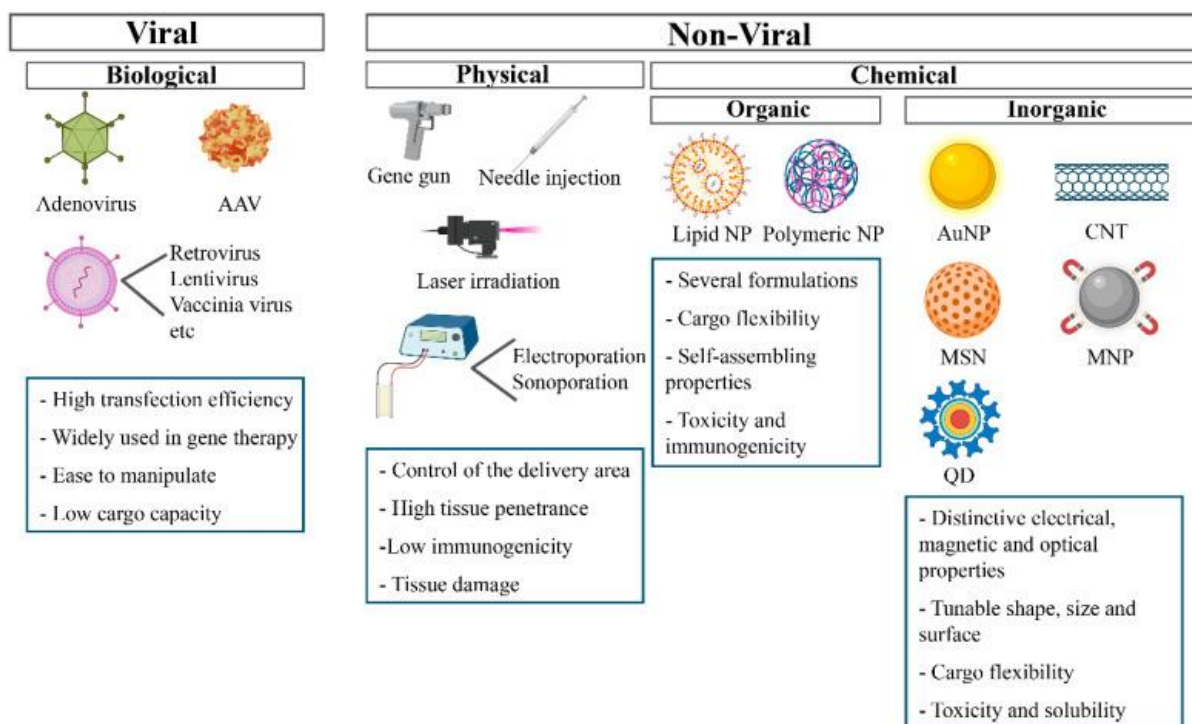 Viral
Biological
Adenovirus
AAV
Retrovirus
Lentivirus
Vaccinia virus
etc
- High transfection efficiency
- Widely used in gene therapy
- Ease to manipulate
- Low cargo capacity
Non-Viral
Physical
Gene gun
Needle injection
Laser irradiation
Electroporation
Sonoporation
- Control of the delivery area
- High tissue penetrance
-Low immunogenicity
- Tissue damage
Chemical
Organic
Lipid NP
Polymeric NP
- Several formulations
- Cargo flexibility
- Self-assembling
properties
- Toxicity and
immunogenicity
Inorganic
AuNP
CNT
MSN
MNP
QD
- Distinctive electrical,
magnetic and optical
properties
- Tunable shape, size and
surface
- Cargo flexibility
- Toxicity and solubility